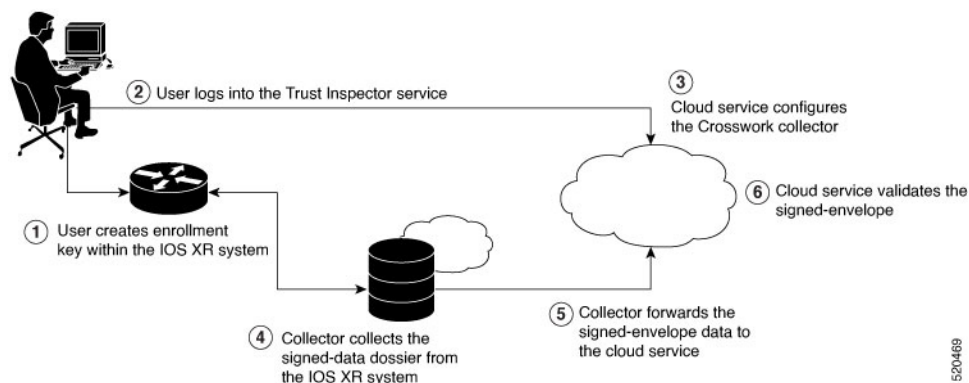 2 User logs into the Trust Inspector service
3
Cloud service configures
the Crosswork collector
6 Cloud service validates the
signed-envelope
1 User creates enrollment
key within the IOS XR system
4 Collector collects the
signed-data dossier from
the IOS XR system
5 Collector forwards the
signed-envelope data to
the cloud service
520469